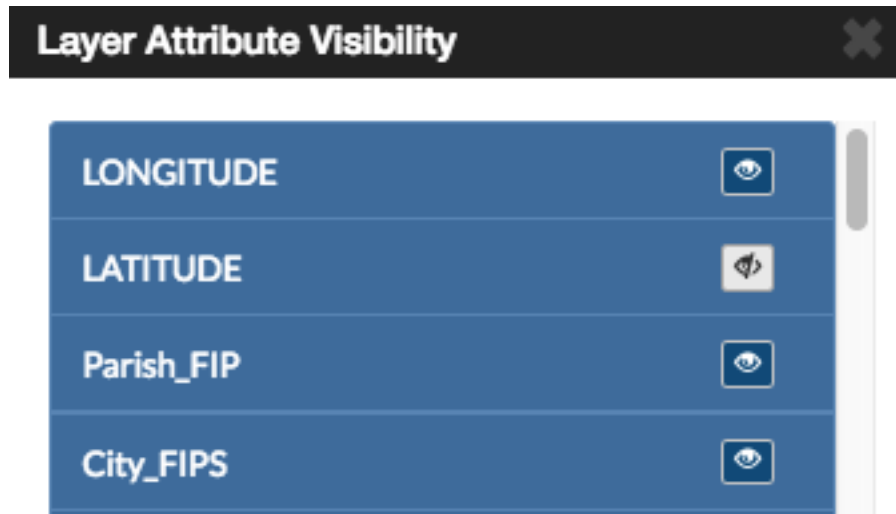 Layer Attribute Visibility
LONGITUDE
LATITUDE
Parish_FIP
City_FIPS